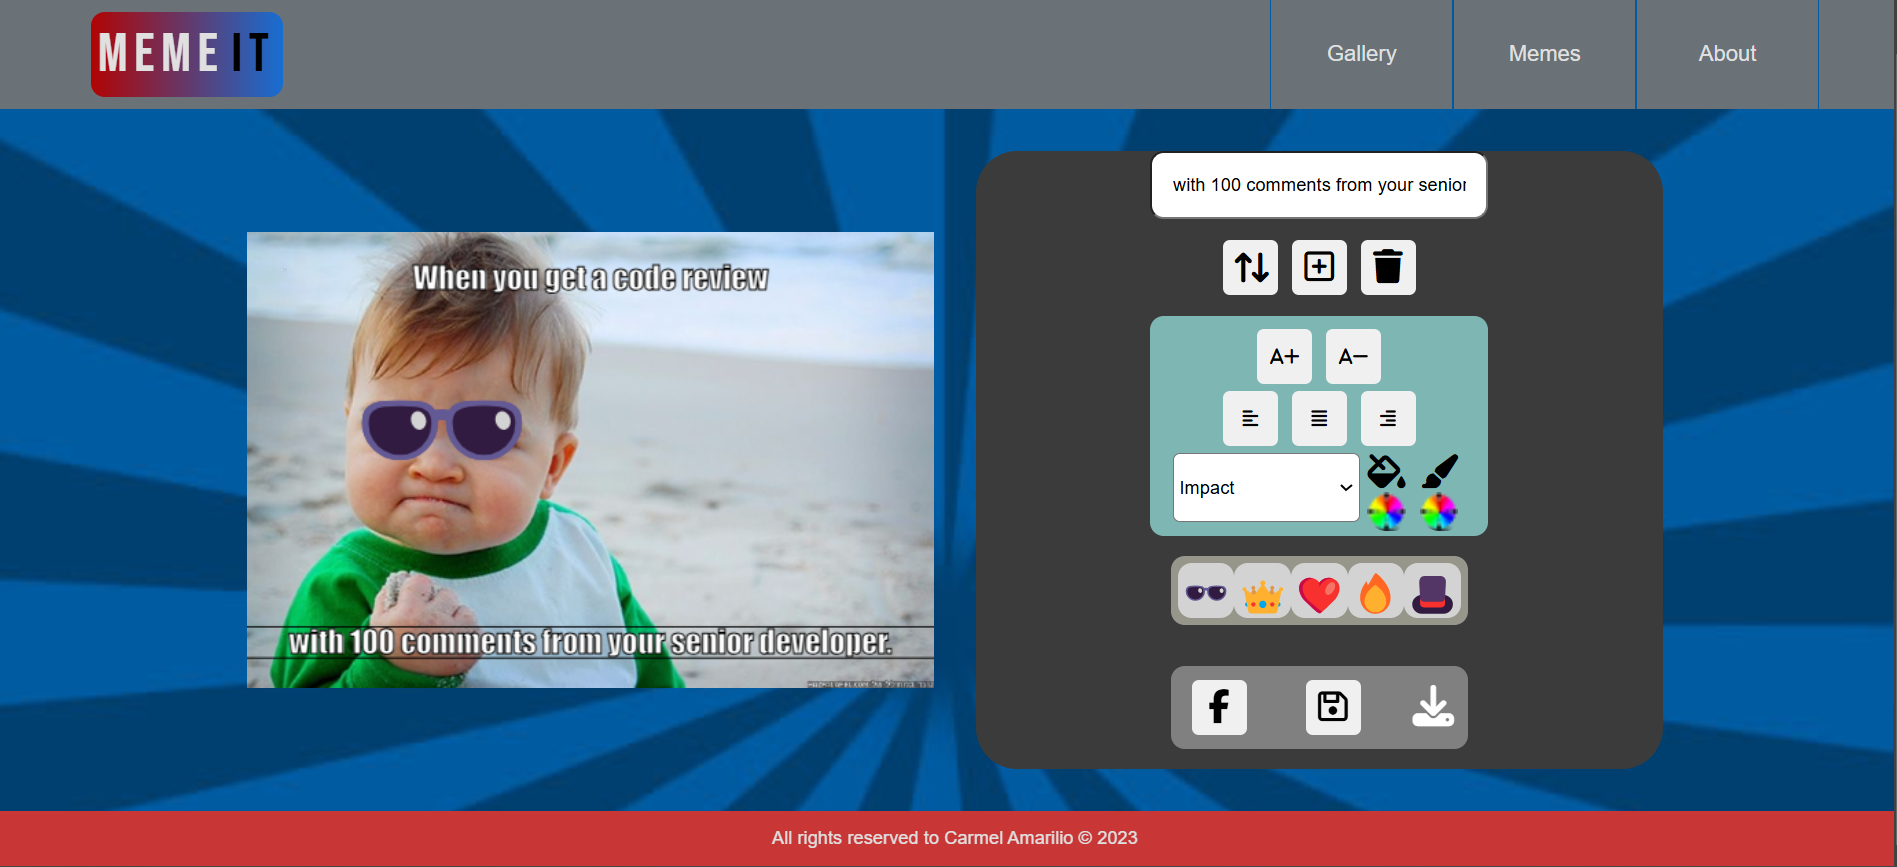 MEME IT
Gallery
Memes
About
with 100 comments from your senior
When you get a code review
A+
A−
Impact
with 100 comments from your senior developer.
All rights reserved to Carmel Amarilio © 2023